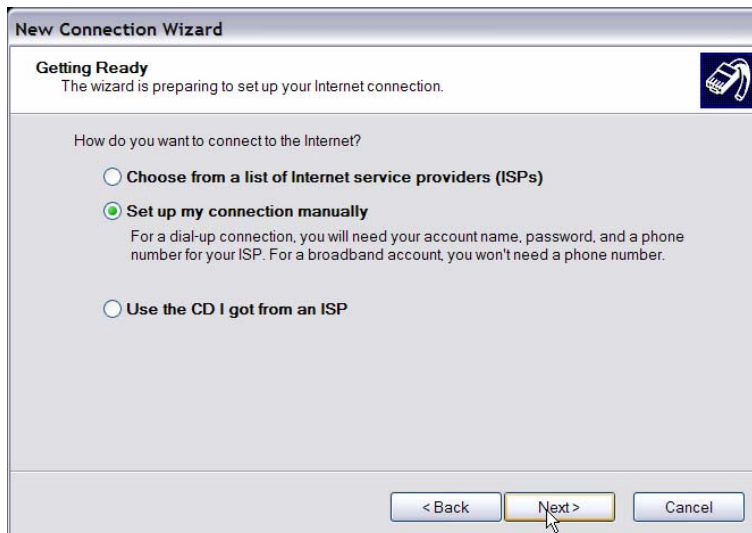 New Connection Wizard
Getting Ready
The wizard is preparing to set up your Internet connection.
How do you want to connect to the Internet?
Choose from a list of Internet service providers (ISPs)
Set up my connection manually
For a dial-up connection, you will need your account name, password, and a phone
number for your ISP. For a broadband account, you won't need a phone number.
Use the CD I got from an ISP
< Back Next > Cancel